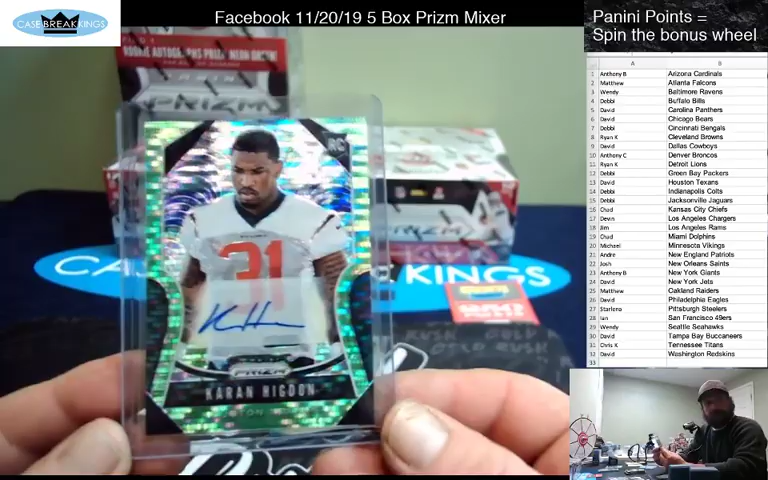 Facebook 11/20/19 5 Box Prizm Mixer
CASE BREAK KINGS
Panini Points =
Spin the bonus wheel
ROOKIE AUTOGRAPHS
PRIZM
RC
31
PRIZM
KARAN HIGDON
CA
KINGS
A B
1 Anthony B Arizona Cardinals
2 Matthew Atlanta Falcons
3 Wendy Baltimore Ravens
4 Debbi Buffalo Bills
5 David Carolina Panthers
6 David Chicago Bears
7 Debbi Cincinnati Bengals
8 Ryan K Cleveland Browns
9 David Dallas Cowboys
10 Anthony C Denver Broncos
11 Ryan K Detroit Lions
12 Debbi Green Bay Packers
13 David Houston Texans
14 Debbi Indianapolis Colts
15 Debbi Jacksonville Jaguars
16 Chad Kansas City Chiefs
17 Devin Los Angeles Chargers
18 Jim Los Angeles Rams
19 Chad Miami Dolphins
20 Michael Minnesota Vikings
21 Andre New England Patriots
22 Josh New Orleans Saints
23 Anthony B New York Giants
24 David New York Jets
25 Matthew Oakland Raiders
26 David Philadelphia Eagles
27 Starleno Pittsburgh Steelers
28 Ian San Francisco 49ers
29 Wendy Seattle Seahawks
30 David Tampa Bay Buccaneers
31 Chris K Tennessee Titans
32 David Washington Redskins
33